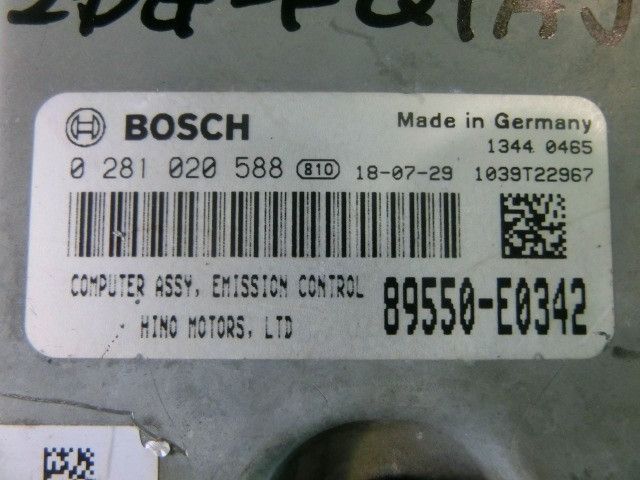 BOSCH
Made in Germany
1344 0465
0 281 020 588 810 18-07-29 1039T22967
COMPUTER ASSY, EMISSION CONTROL
HINO MOTORS, LTD
89550-E0342